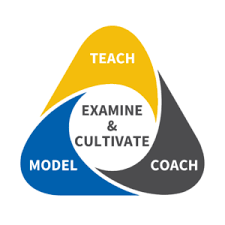 TEACH
EXAMINE
&
CULTIVATE
MODEL
COACH